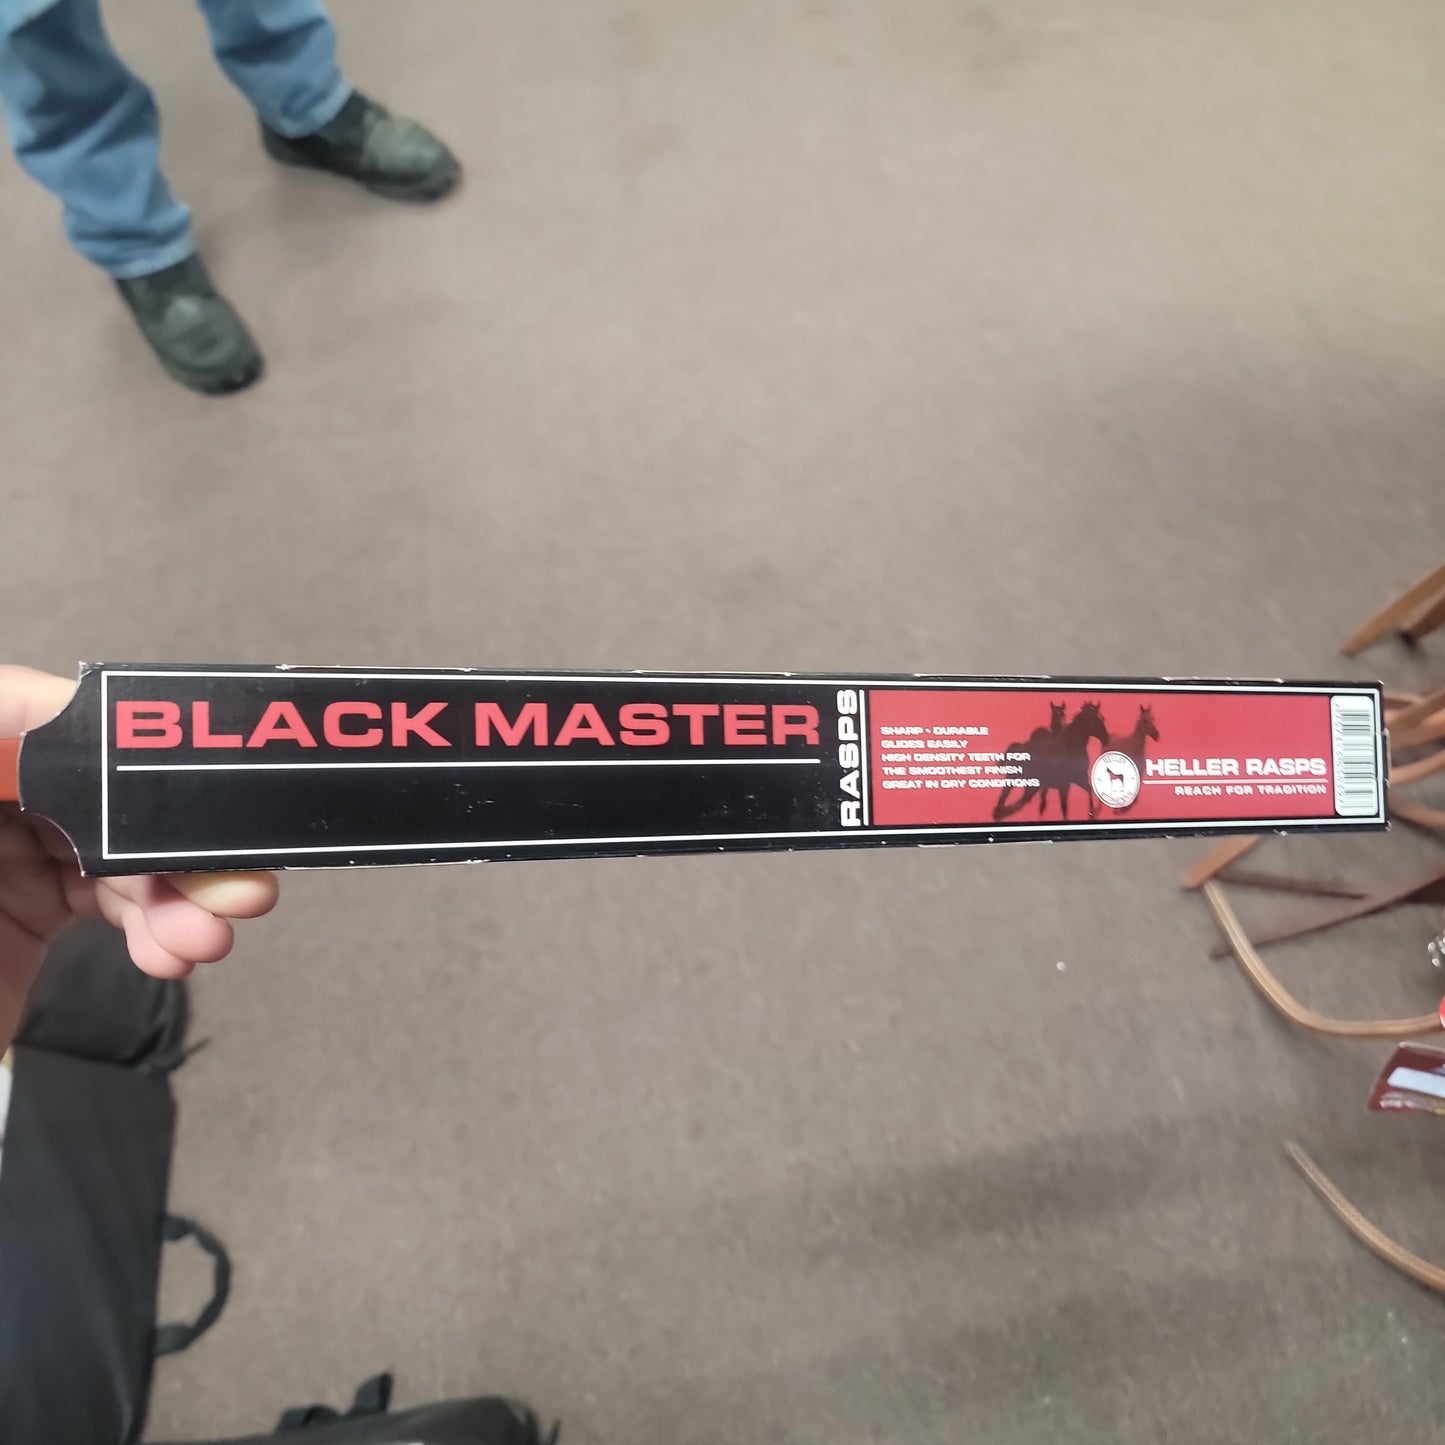 BLACK MASTER
RASPS
SHARP • DURABLE
GLIDES EASILY
HIGH DENSITY TEETH FOR
THE SMOOTHEST FINISH
GREAT IN DRY CONDITIONS
HELLER RASPS
REACH FOR TRADITION